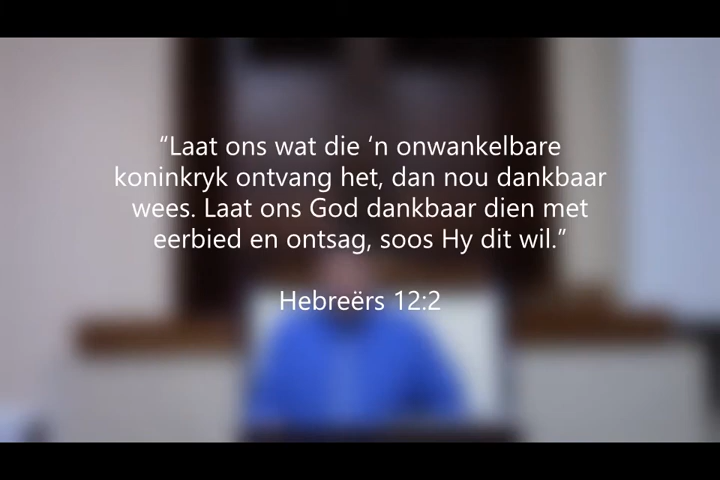 “Laat ons wat die ‘n onwankelbare
koninkryk ontvang het, dan nou dankbaar
wees. Laat ons God dankbaar dien met
eerbied en ontsag, soos Hy dit wil.”
Hebreërs 12:2